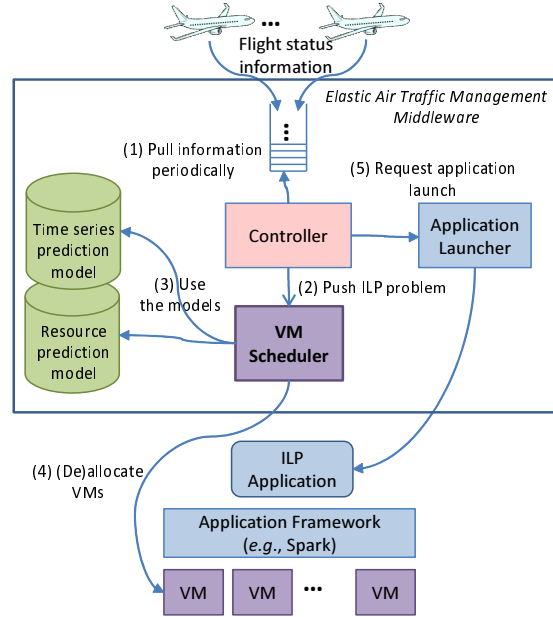 Flight status
information
Elastic Air Traffic Management
Middleware
(1) Pull information
periodically
(5) Request application
launch
Time series
prediction
model
Controller
Application
Launcher
(3) Use
the models
(2) Push ILP problem
Resource
prediction
model
VM
Scheduler
(4) (De)allocate
VMs
ILP
Application
Application Framework
(e.g., Spark)
VM VM ... VM